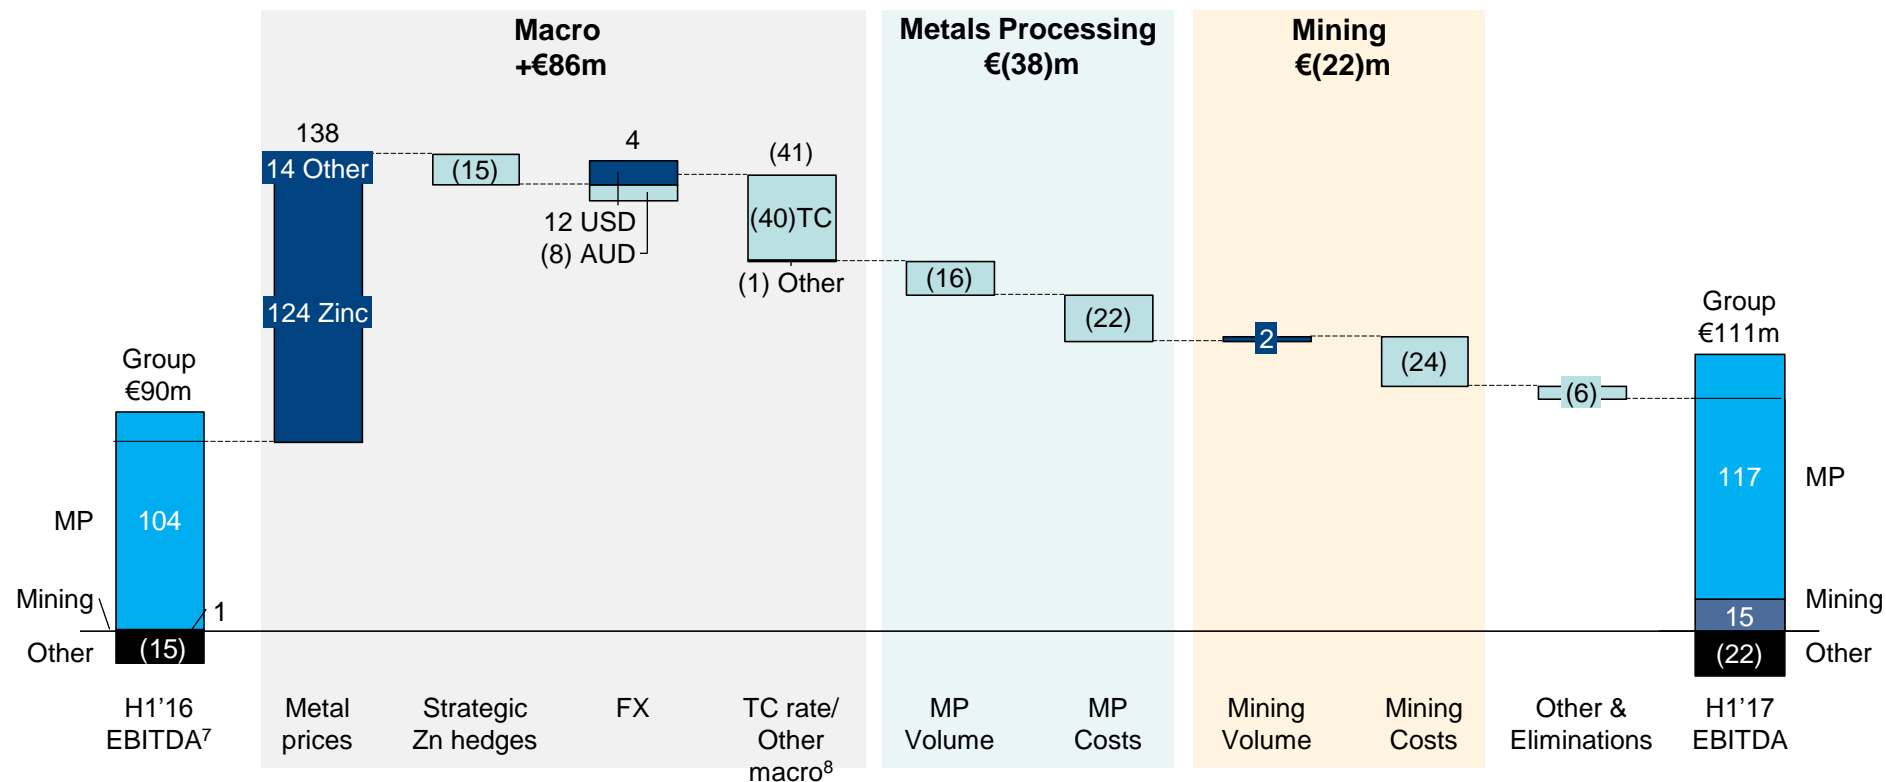 Macro
+€86m
Metals Processing
€(38)m
Mining
€(22)m
138
14 Other
124 Zinc
(15)
4
12 USD
(8) AUD
(41)
(40)TC
(1) Other
(16)
(22)
2
(24)
(6)
Group
€90m
104
1
(15)
MP
Mining
Other
Group
€111m
117
15
(22)
MP
Mining
Other
H1’16
EBITDA⁷
Metal
prices
Strategic
Zn hedges
FX
TC rate/
Other
macro⁸
MP
Volume
MP
Costs
Mining
Volume
Mining
Costs
Other &
Eliminations
H1’17
EBITDA